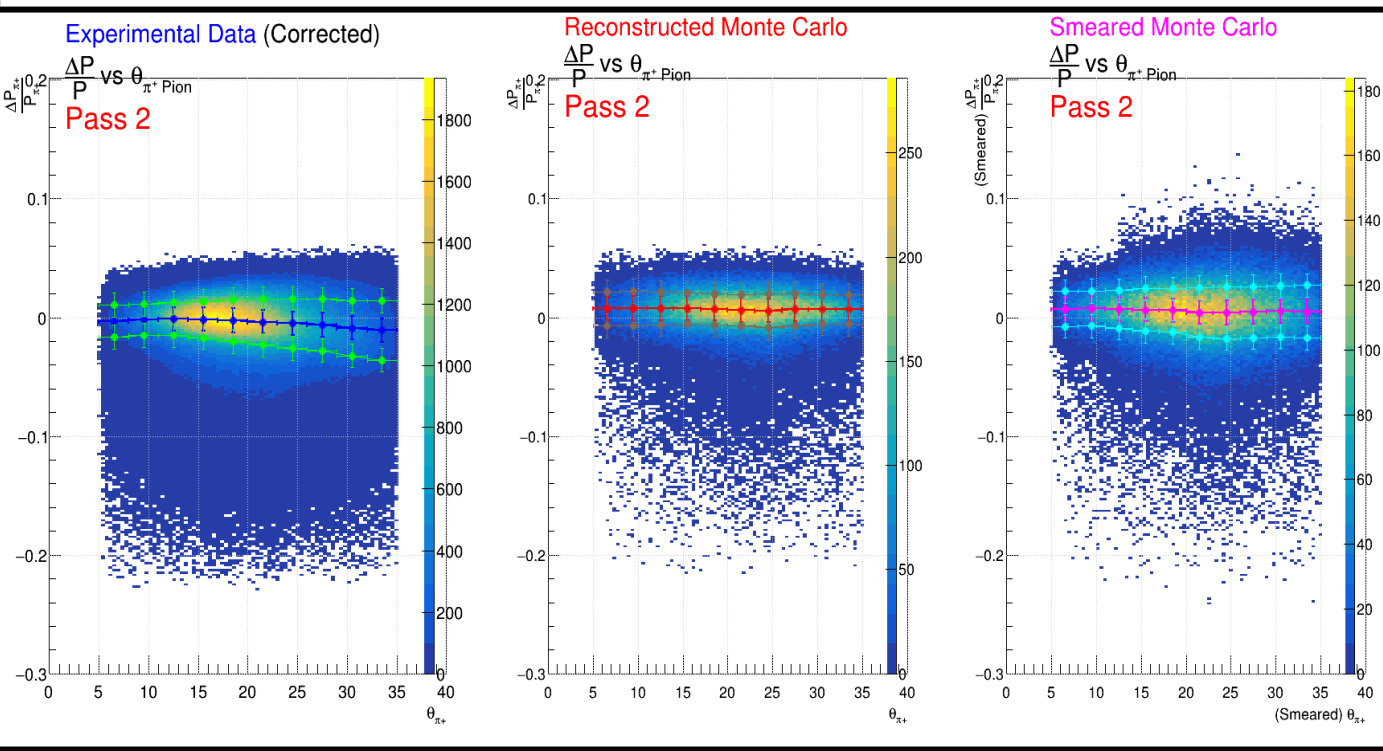 Experimental Data (Corrected)
ΔP/P vs θπ+ Pion
Pass 2
ΔPπ+/Pπ+
0.2
0.1
0
−0.1
−0.2
−0.3
0 5 10 15 20 25 30 35 40
θπ+
1800
1600
1400
1200
1000
800
600
400
200
0
Reconstructed Monte Carlo
ΔP/P vs θπ+ Pion
Pass 2
ΔPπ+/Pπ+
0.2
0.1
0
−0.1
−0.2
−0.3
0 5 10 15 20 25 30 35 40
θπ+
250
200
150
100
50
0
Smeared Monte Carlo
ΔP/P vs θπ+ Pion
Pass 2
(Smeared) ΔPπ+/Pπ+
0.2
0.1
0
−0.1
−0.2
−0.3
0 5 10 15 20 25 30 35 40
(Smeared) θπ+
180
160
140
120
100
80
60
40
20
0